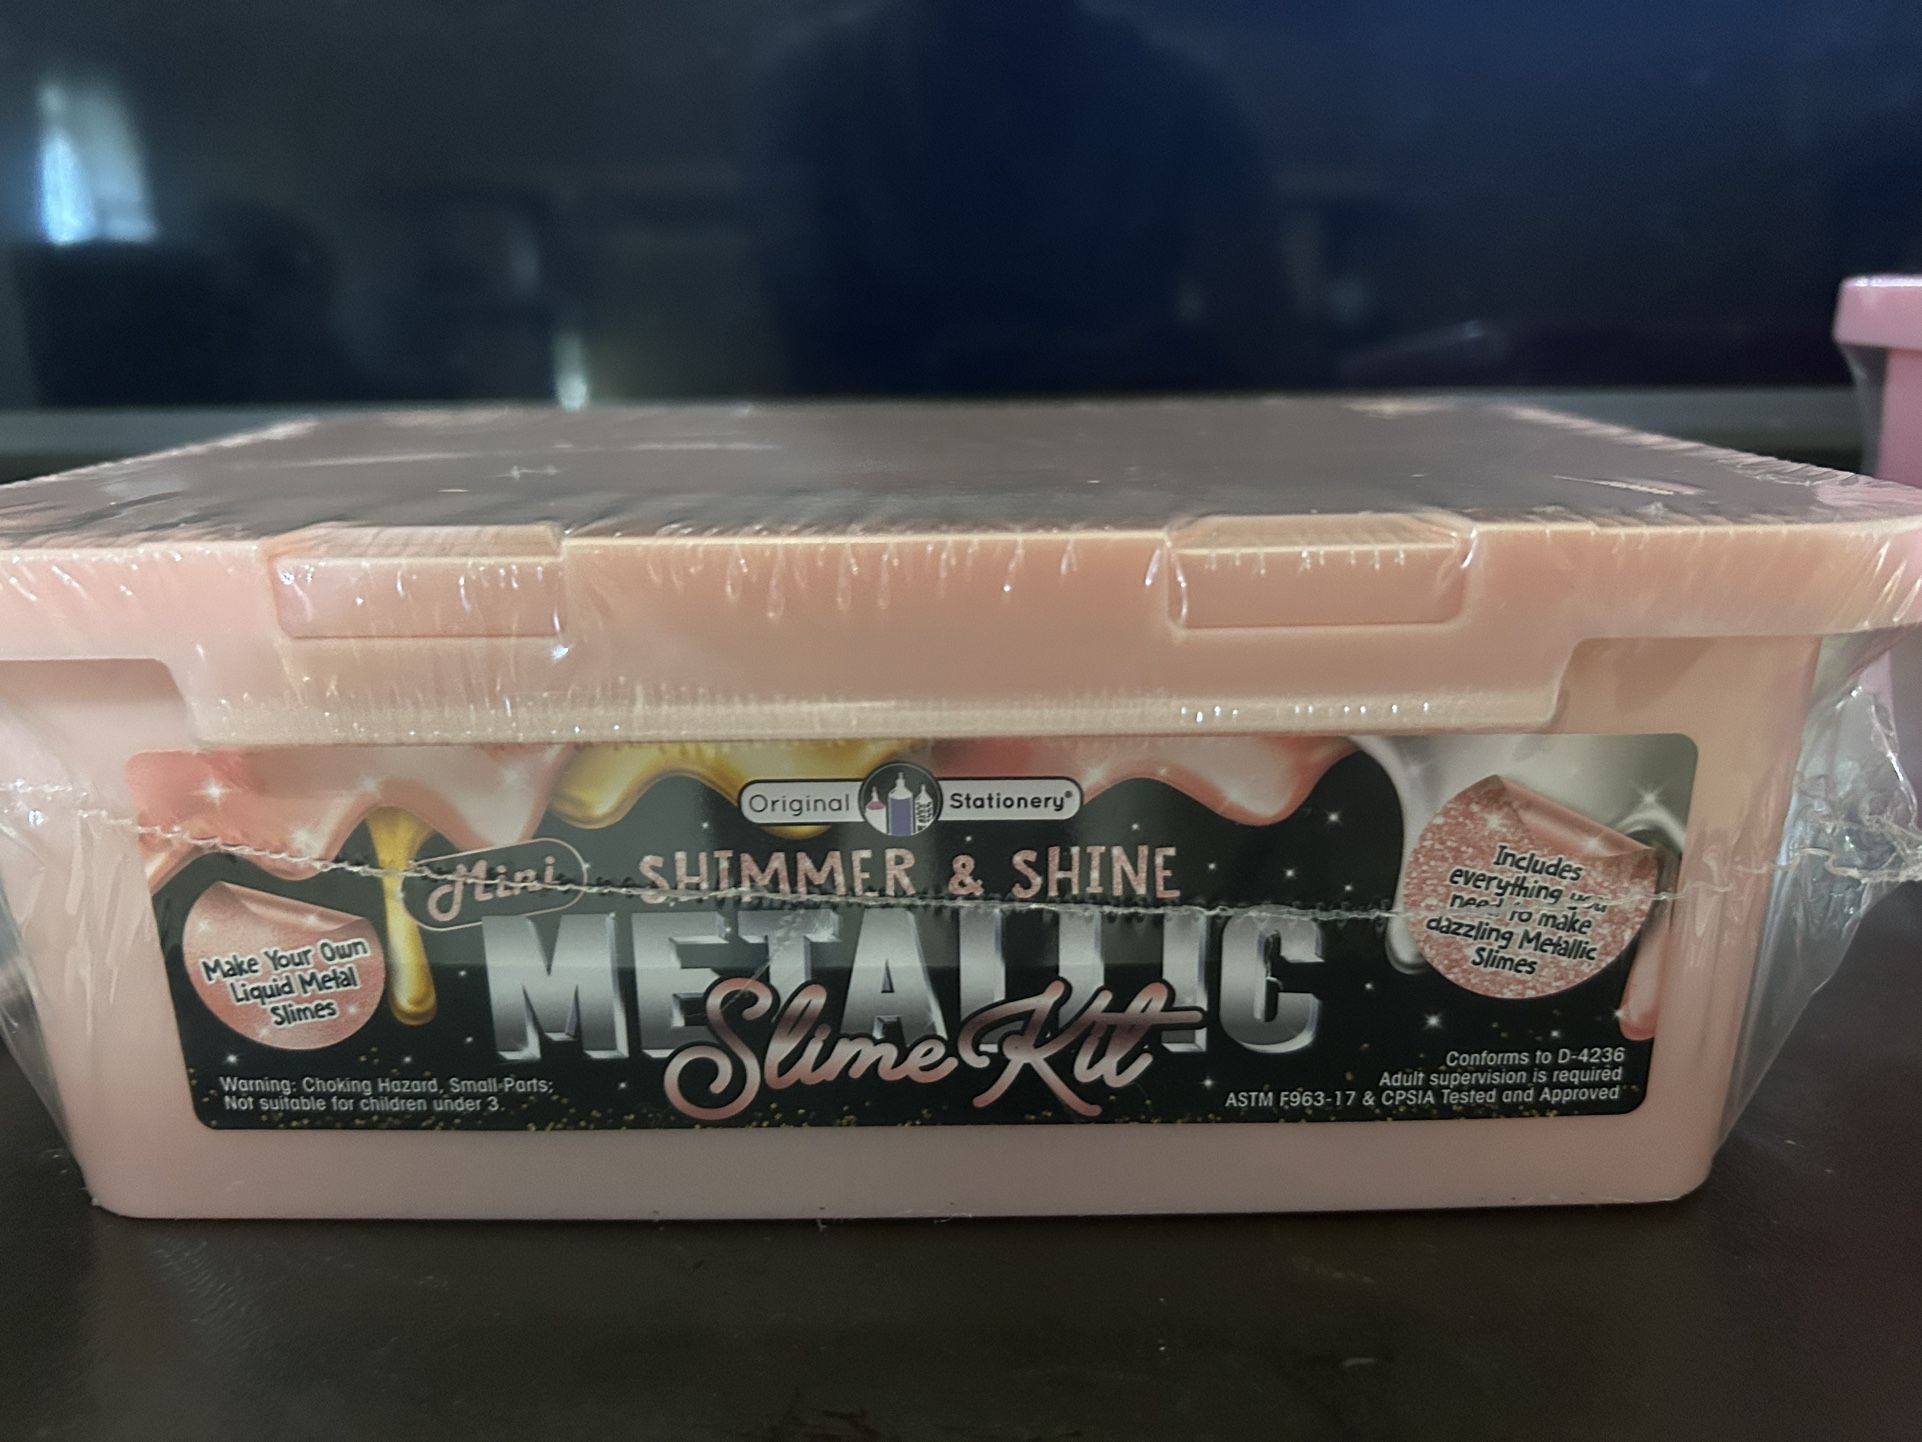 Original Stationery®
Mini SHIMMER & SHINE
METALLIC
Slime Kit
Make Your Own
Liquid Metal
Slimes
Includes
everything you
need to make
dazzling Metallic
Slimes
Warning: Choking Hazard, Small Parts;
Not suitable for children under 3.
Conforms to D-4236
Adult supervision is required
ASTM F963-17 & CPSIA Tested and Approved